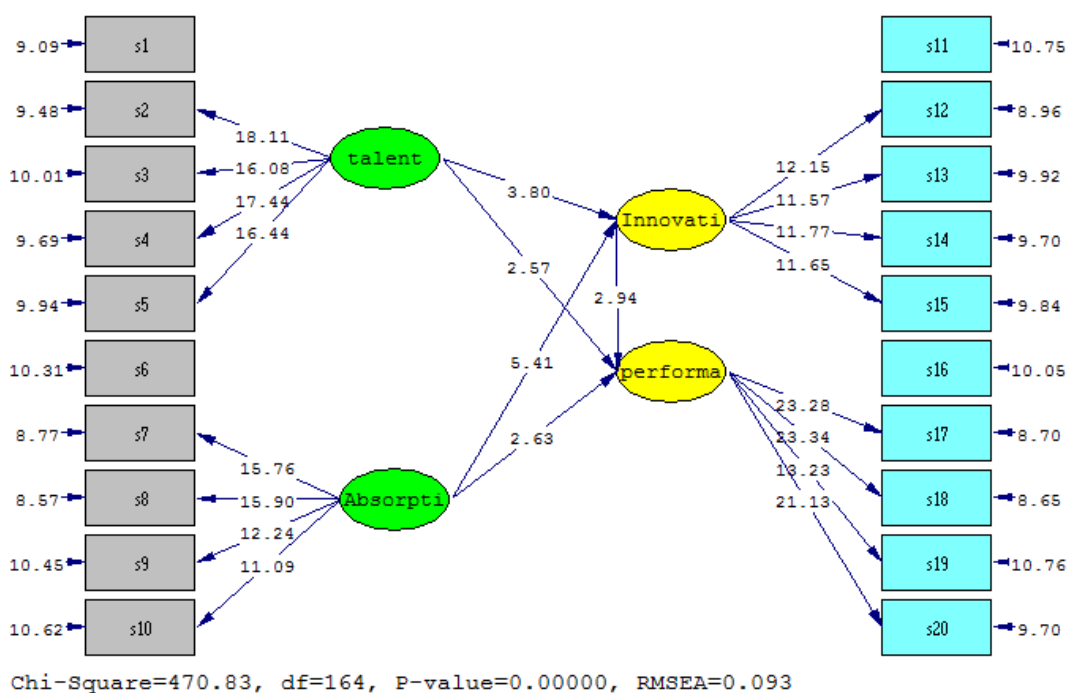 9.09 s1
9.48 s2
10.01 s3
9.69 s4
9.94 s5
10.31 s6
8.77 s7
8.57 s8
10.45 s9
10.62 s10
18.11
16.08
17.44
16.44
15.76
15.90
12.24
11.09
talent
Absorpti
3.80
2.57
2.94
5.41
2.63
Innovati
performa
12.15
11.57
11.77
11.65
23.28
23.34
13.23
21.13
s11 10.75
s12 8.96
s13 9.92
s14 9.70
s15 9.84
s16 10.05
s17 8.70
s18 8.65
s19 10.76
s20 9.70
Chi-Square=470.83, df=164, P-value=0.00000, RMSEA=0.093